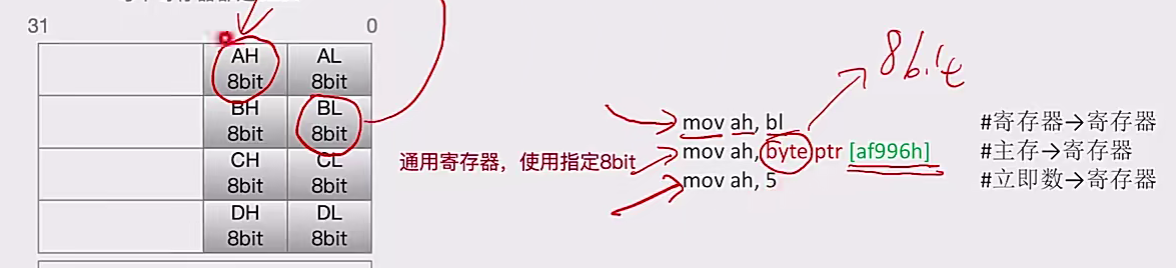 31 0
AH AL
8bit 8bit
BH BL
8bit 8bit
CH CL
8bit 8bit
DH DL
8bit 8bit
通用寄存器，使用指定8bit
8bit
mov ah, bl #寄存器→寄存器
mov ah, byte ptr [af996h] #主存→寄存器
mov ah, 5 #立即数→寄存器